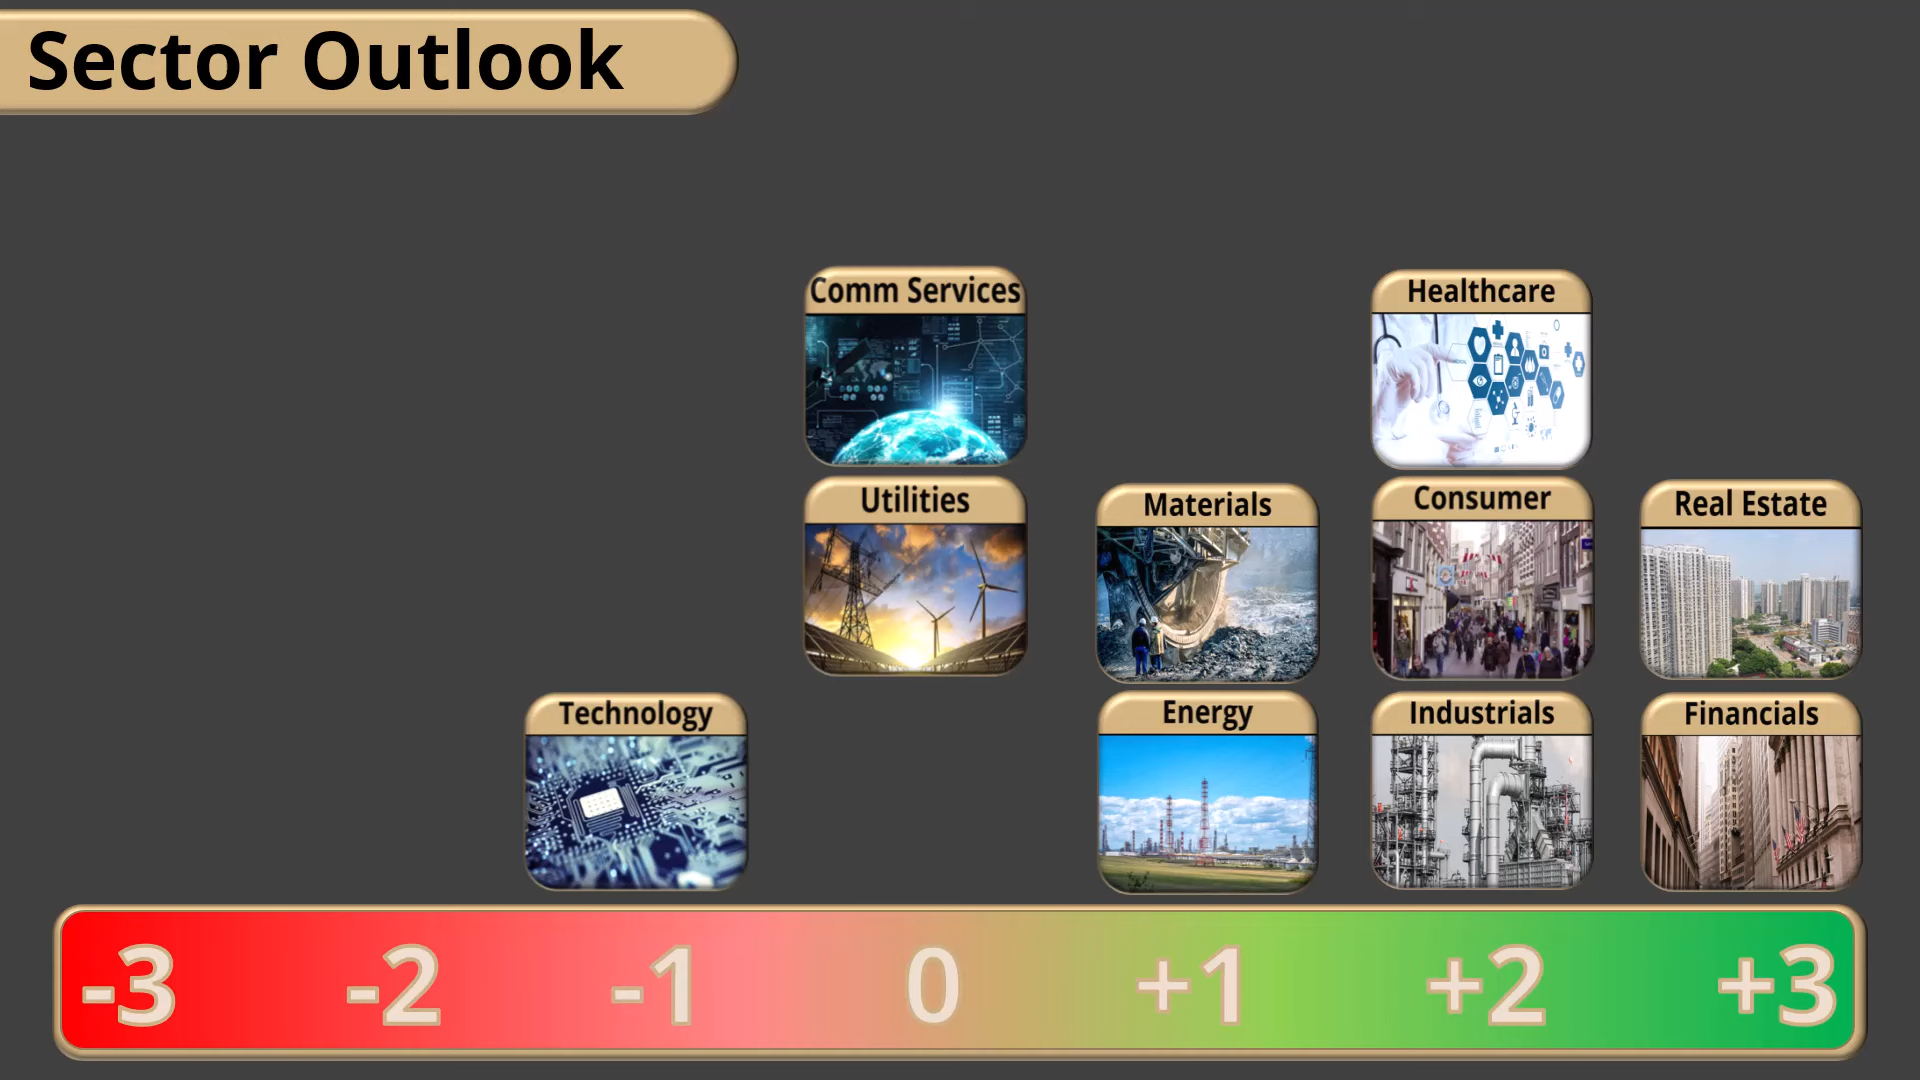 Sector Outlook
Comm Services
Healthcare
Utilities
Materials
Consumer
Real Estate
Technology
Energy
Industrials
Financials
-3 -2 -1 0 +1 +2 +3